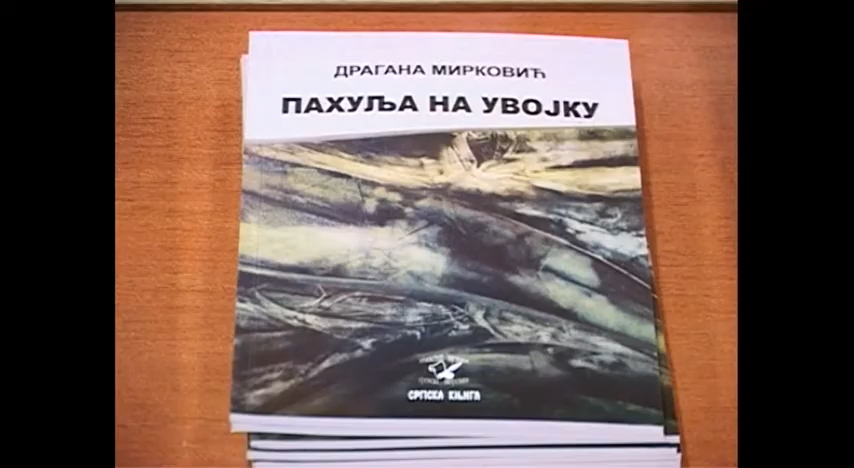 ДРАГАНА МИРКОВИЋ
ПАХУЉА НА УВОЈКУ
СРПСКА КЊИГА